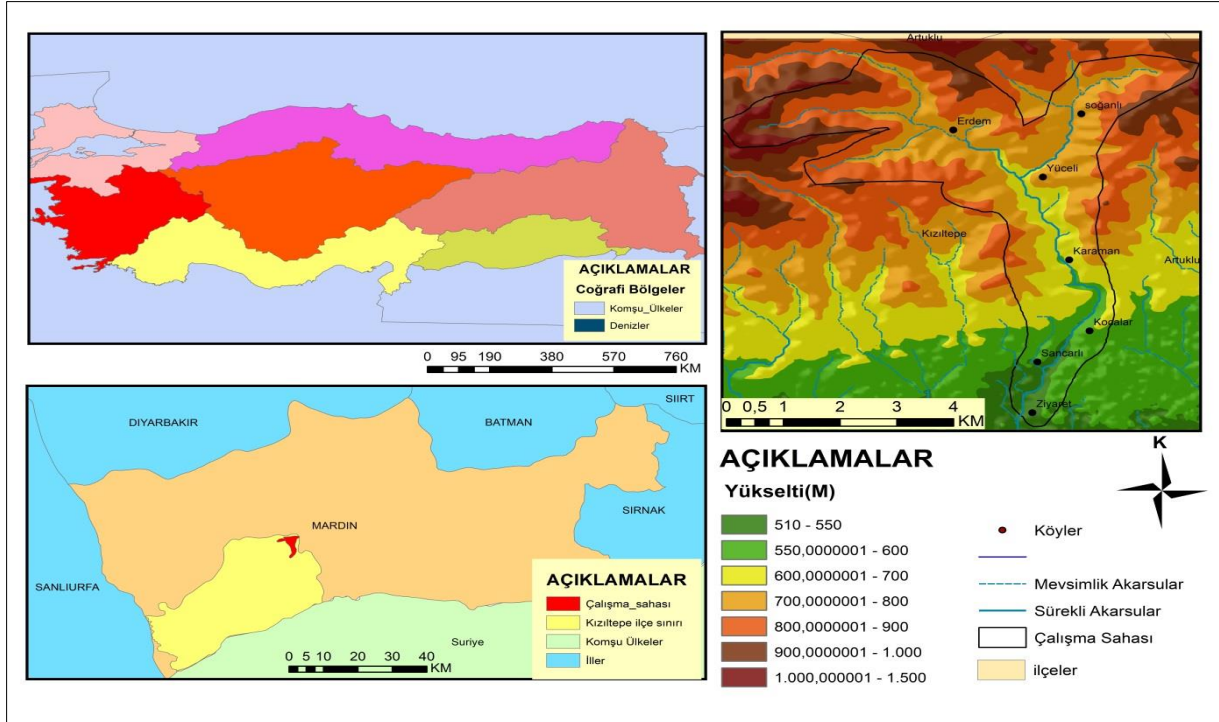 AÇIKLAMALAR
Coğrafi Bölgeler
Komşu_Ülkeler
Denizler
0 95 190 380 570 760
KM
DIYARBAKIR
BATMAN
SIIRT
SIRNAK
MARDIN
SANLIURFA
Suriye
0 5 10 20 30 40
KM
AÇIKLAMALAR
Çalışma_sahası
Kızıltepe ilçe sınırı
Komşu Ülkeler
İller
Artuklu
Erdem
soğanlı
Yüceli
Kızıltepe
Karaman
Artuklu
Kocalar
Sancarlı
Ziyaret
0 0,5 1 2 3 4
KM
K
AÇIKLAMALAR
Yükselti(M)
510 - 550
550,0000001 - 600
600,0000001 - 700
700,0000001 - 800
800,0000001 - 900
900,0000001 - 1.000
1.000,000001 - 1.500
Köyler
Mevsimlik Akarsular
Sürekli Akarsular
Çalışma Sahası
ilçeler